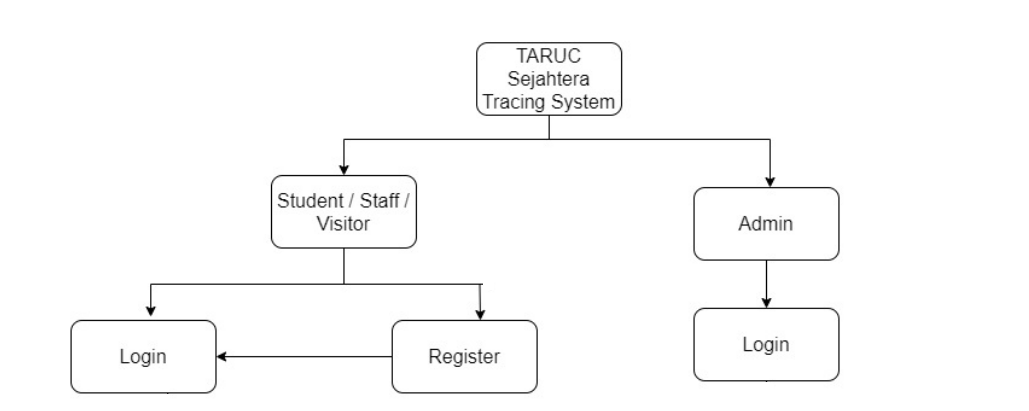 TARUC
Sejahtera
Tracing System
Student / Staff /
Visitor
Admin
Login
Register
Login